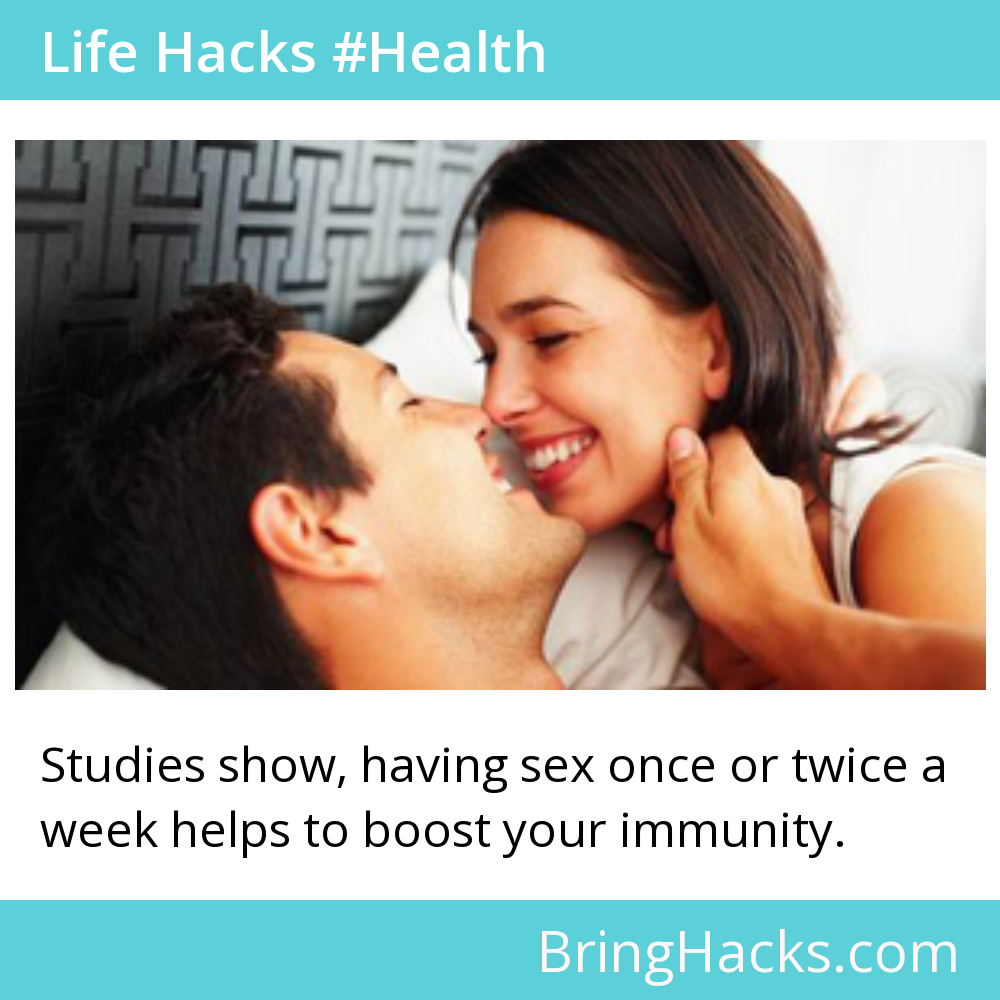 Life Hacks #Health
Studies show, having sex once or twice a
week helps to boost your immunity.
BringHacks.com